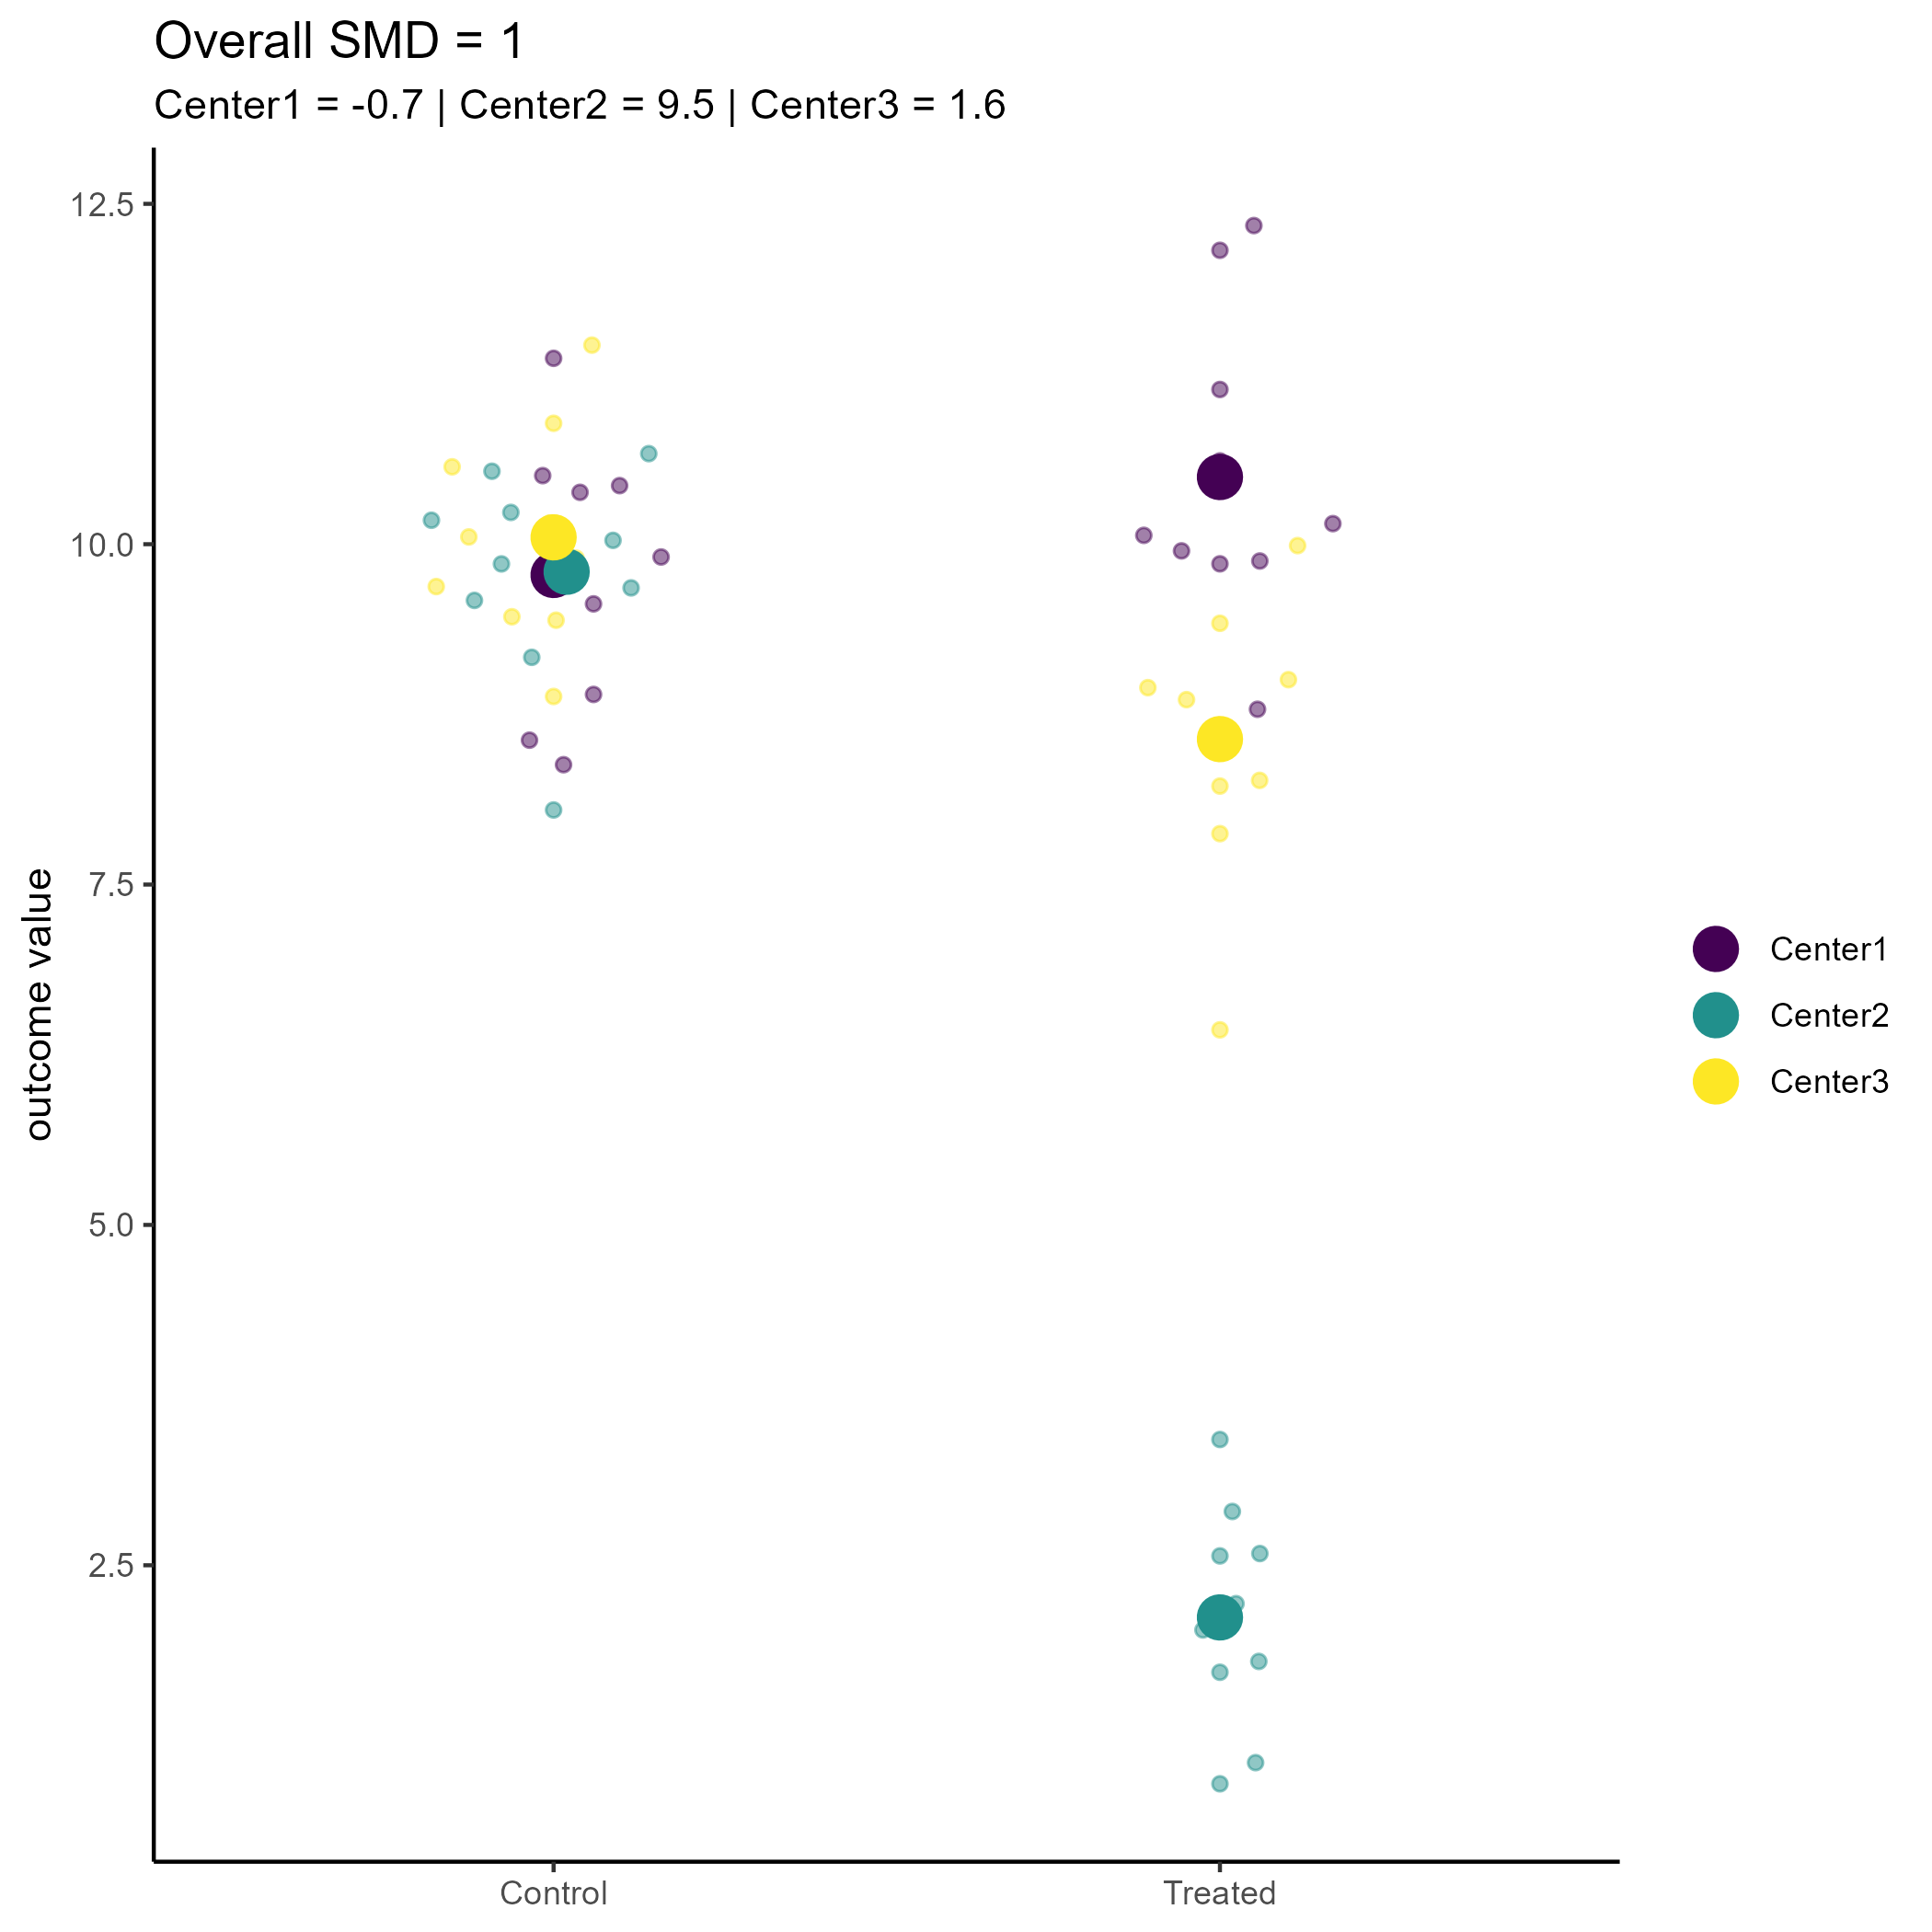 Overall SMD = 1
Center1 = -0.7 | Center2 = 9.5 | Center3 = 1.6
12.5
10.0
7.5
5.0
2.5
outcome value
Control
Treated
Center1
Center2
Center3